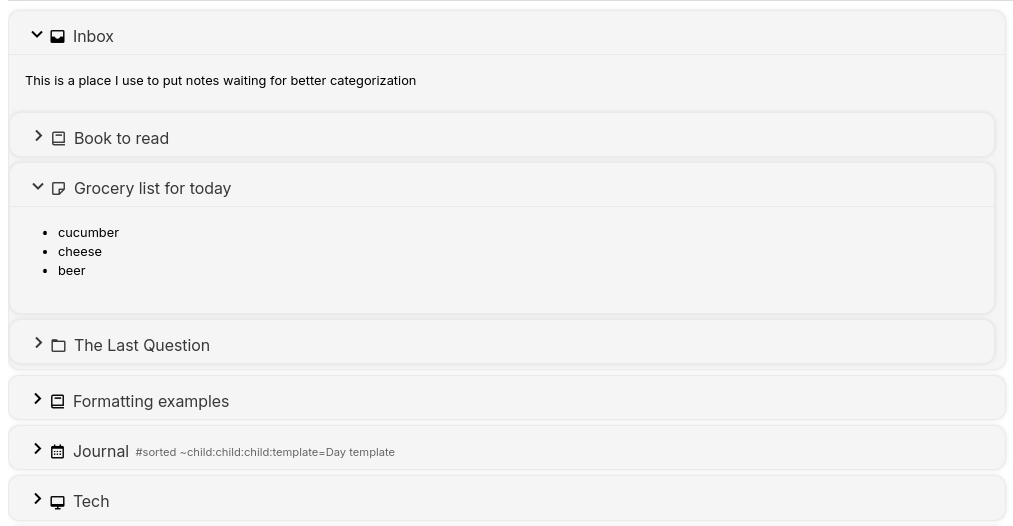 Inbox
This is a place I use to put notes waiting for better categorization
Book to read
Grocery list for today
cucumber
cheese
beer
The Last Question
Formatting examples
Journal #sorted ~child:child:child:template=Day template
Tech